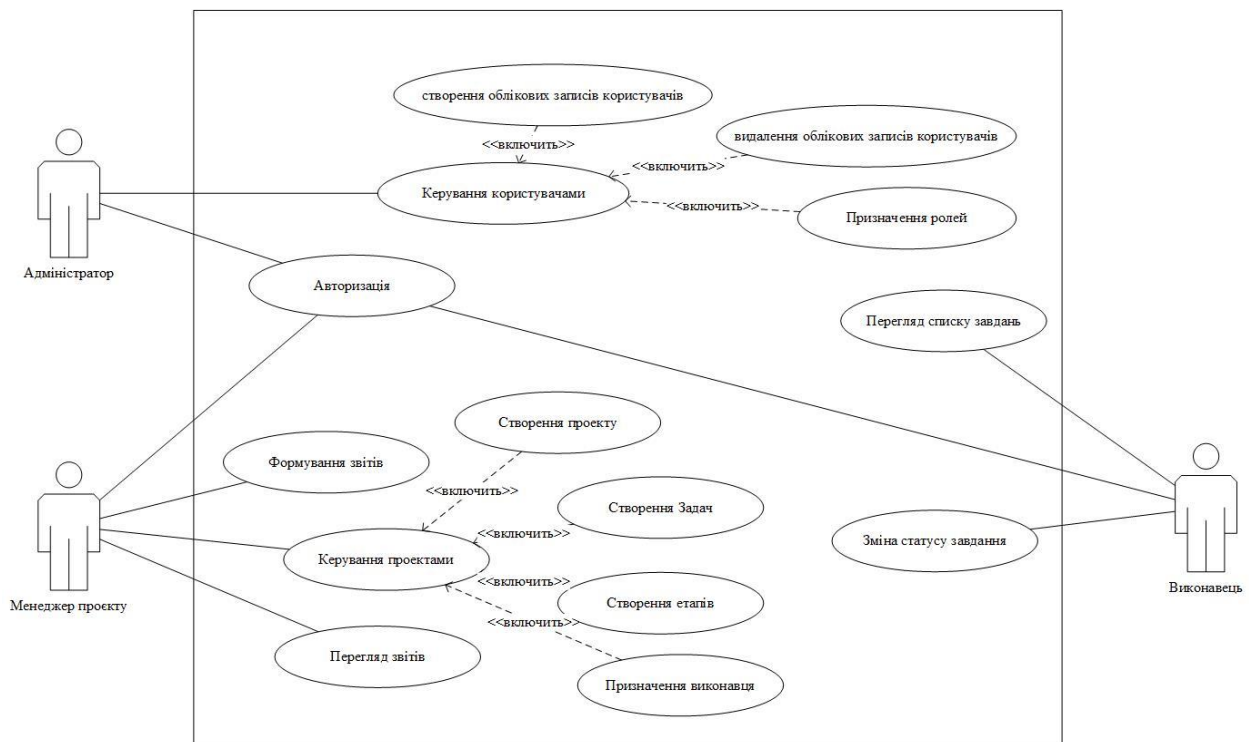 створення облікових записів користувачів
видалення облікових записів користувачів
<<включить>>
<<включить>>
Керування користувачами
<<включить>>
Призначення ролей
Адміністратор
Авторизація
Перегляд списку завдань
Створення проекту
Формування звітів
<<включить>>
Створення Задач
<<включить>>
Зміна статусу завдання
Керування проектами
<<включить>>
Виконавець
Створення етапів
Менеджер проєкту
<<включить>>
Перегляд звітів
Призначення виконавця